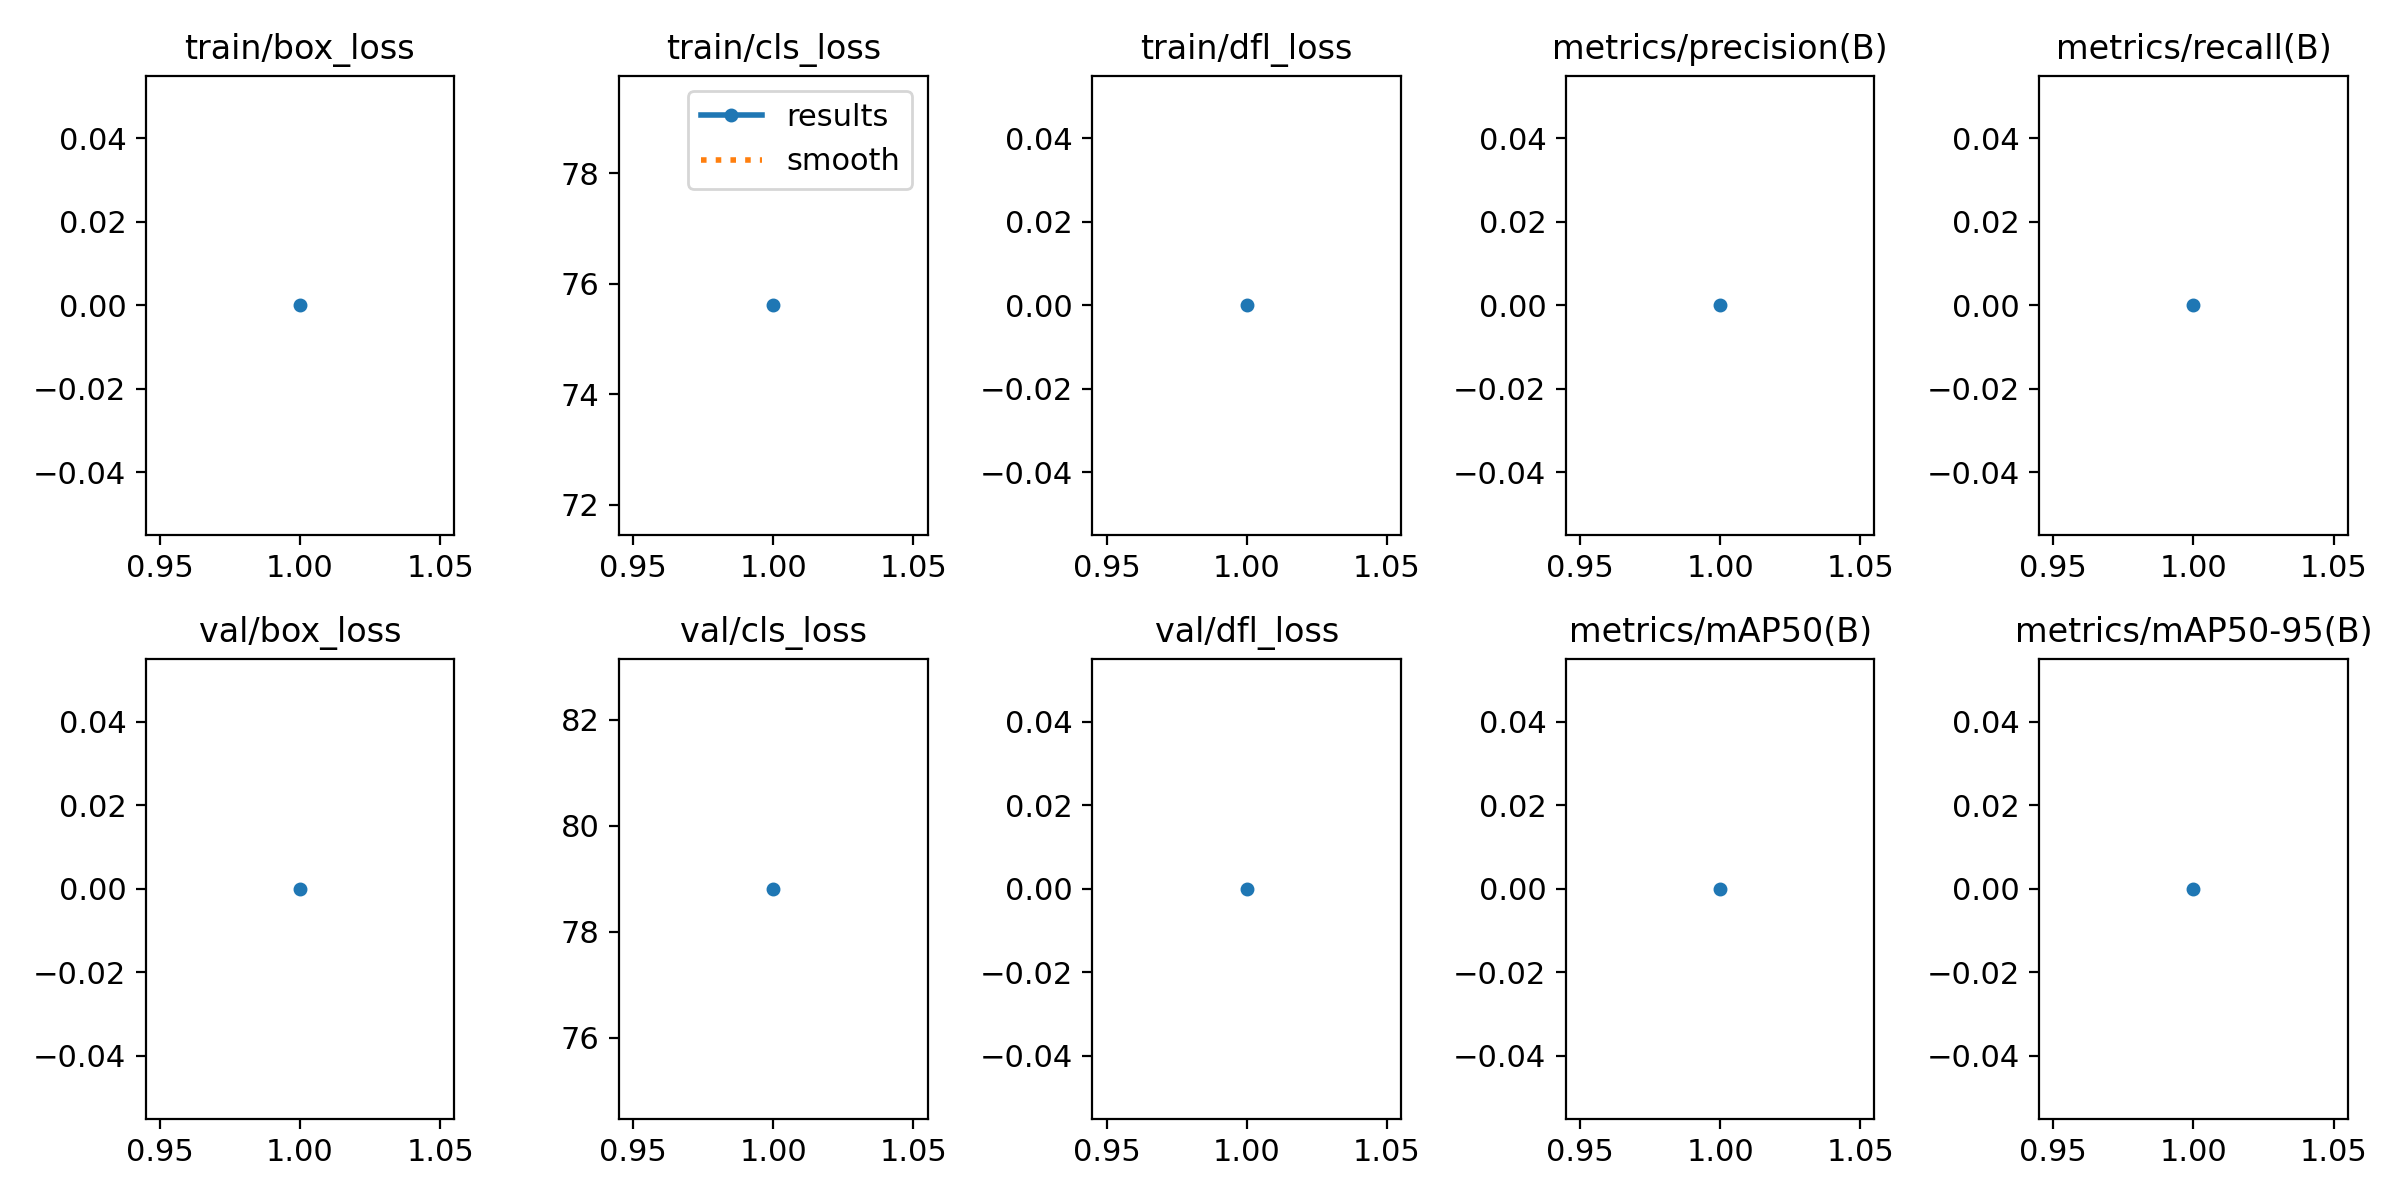 train/box_loss
train/cls_loss
train/dfl_loss
metrics/precision(B)
metrics/recall(B)
0.04
0.02
0.00
−0.02
−0.04
0.95 1.00 1.05
results
smooth
78
76
74
72
0.95 1.00 1.05
0.04
0.02
0.00
−0.02
−0.04
0.95 1.00 1.05
0.04
0.02
0.00
−0.02
−0.04
0.95 1.00 1.05
0.04
0.02
0.00
−0.02
−0.04
0.95 1.00 1.05
val/box_loss
val/cls_loss
val/dfl_loss
metrics/mAP50(B)
metrics/mAP50-95(B)
0.04
0.02
0.00
−0.02
−0.04
0.95 1.00 1.05
82
80
78
76
0.95 1.00 1.05
0.04
0.02
0.00
−0.02
−0.04
0.95 1.00 1.05
0.04
0.02
0.00
−0.02
−0.04
0.95 1.00 1.05
0.04
0.02
0.00
−0.02
−0.04
0.95 1.00 1.05